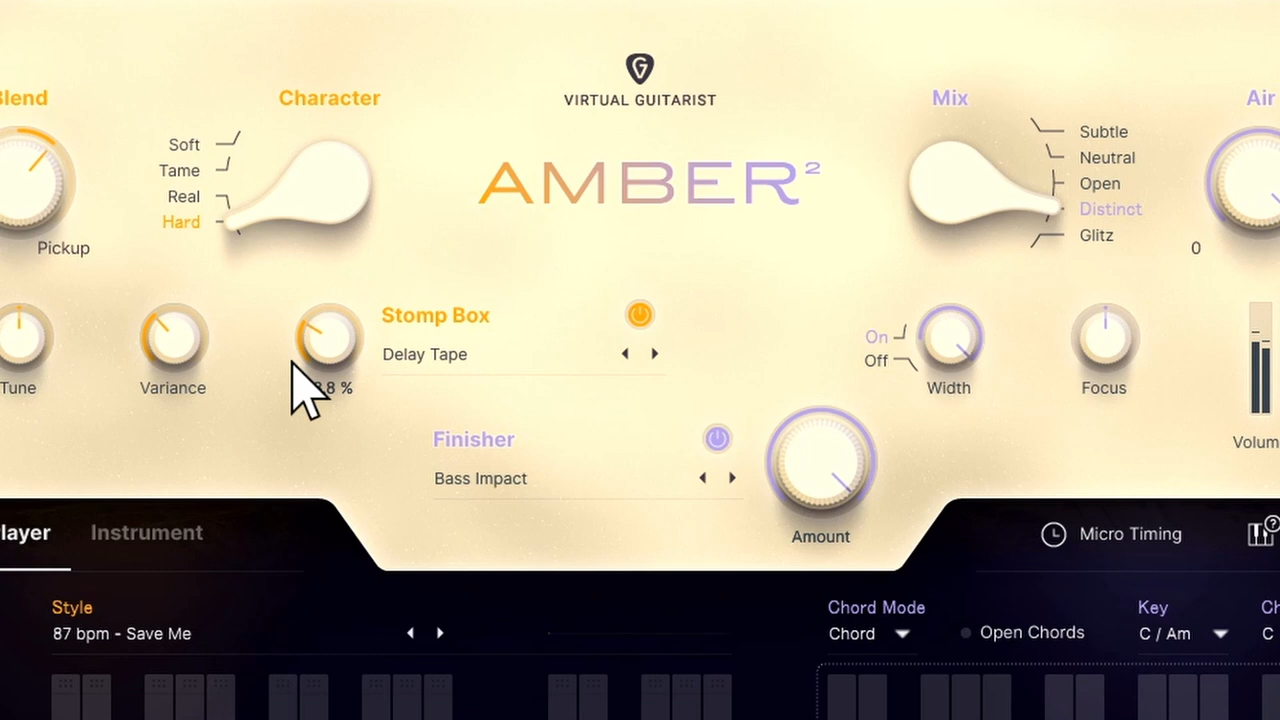 VIRTUAL GUITARIST
AMBER²
Blend
Pickup
Character
Soft
Tame
Real
Hard
Mix
Subtle
Neutral
Open
Distinct
Glitz
Air
0
Tune
Variance
8 %
Stomp Box
Delay Tape
On
Off
Width
Focus
Volum
Finisher
Bass Impact
Amount
layer
Instrument
Micro Timing
?
Style
87 bpm - Save Me
Chord Mode
Chord
Open Chords
Key
C / Am
Ch
C